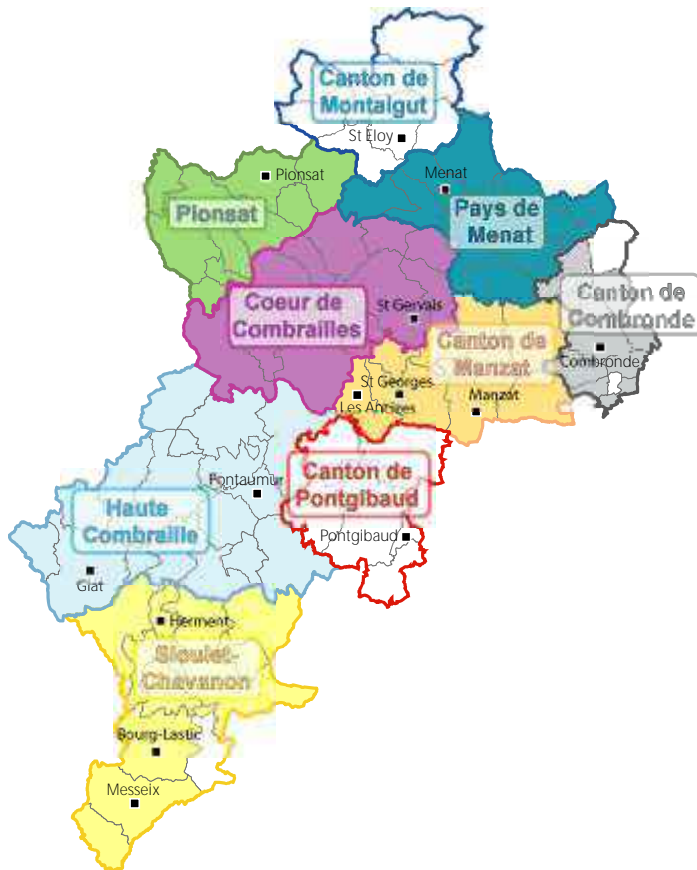 Canton de
Montaigut
St Eloy
Pionsat
Menat
Pionsat
Pays de
Menat
Coeur de
Combrailles
St Gervais
Canton de
Combronde
Canton de
Manzat
Combronde
St Georges
Les Ancizes
Manzat
Canton de
Pontgibaud
Pontaumur
Haute
Combraille
Pontgibaud
Giat
Herment
Sioulet-
Chavanon
Bourg-Lastic
Messeix